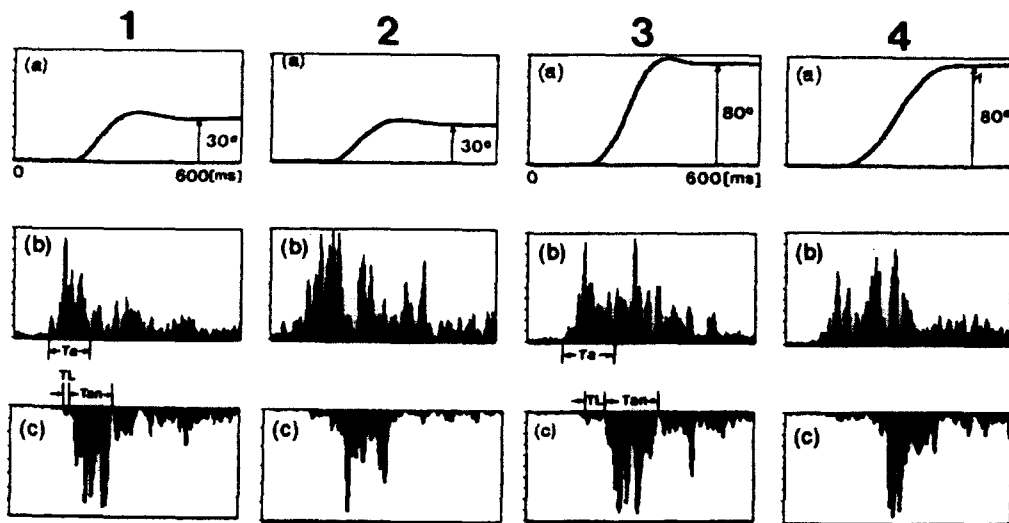 1 2 3 4
(a) (a) (a) (a)
30° 30° 80° 80°
0 600[ms] 0 600[ms]
(b) (b) (b) (b)
Ta Ta
TL Tan TL Tan
(c) (c) (c) (c)